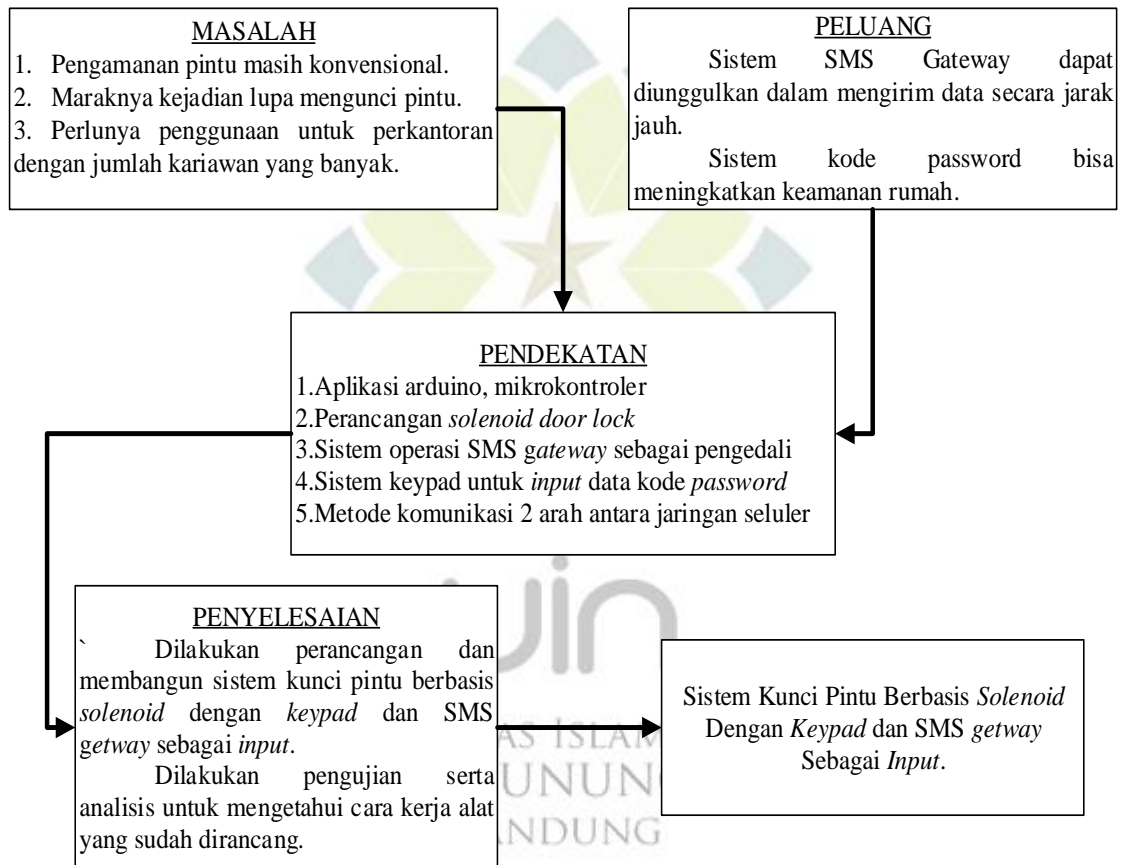 MASALAH
1. Pengamanan pintu masih konvensional.
2. Maraknya kejadian lupa mengunci pintu.
3. Perlunya penggunaan untuk perkantoran
dengan jumlah kariawan yang banyak.
PELUANG
Sistem SMS Gateway dapat
diunggulkan dalam mengirim data secara jarak
jauh.
Sistem kode password bisa
meningkatkan keamanan rumah.
PENDEKATAN
1.Aplikasi arduino, mikrokontroler
2.Perancangan solenoid door lock
3.Sistem operasi SMS gateway sebagai pengedali
4.Sistem keypad untuk input data kode password
5.Metode komunikasi 2 arah antara jaringan seluler
PENYELESAIAN
` Dilakukan perancangan dan
membangun sistem kunci pintu berbasis
solenoid dengan keypad dan SMS
getway sebagai input.
Dilakukan pengujian serta
analisis untuk mengetahui cara kerja alat
yang sudah dirancang.
Sistem Kunci Pintu Berbasis Solenoid
Dengan Keypad dan SMS getway
Sebagai Input.
uin
AS ISLAM
UNUN
NDUNG